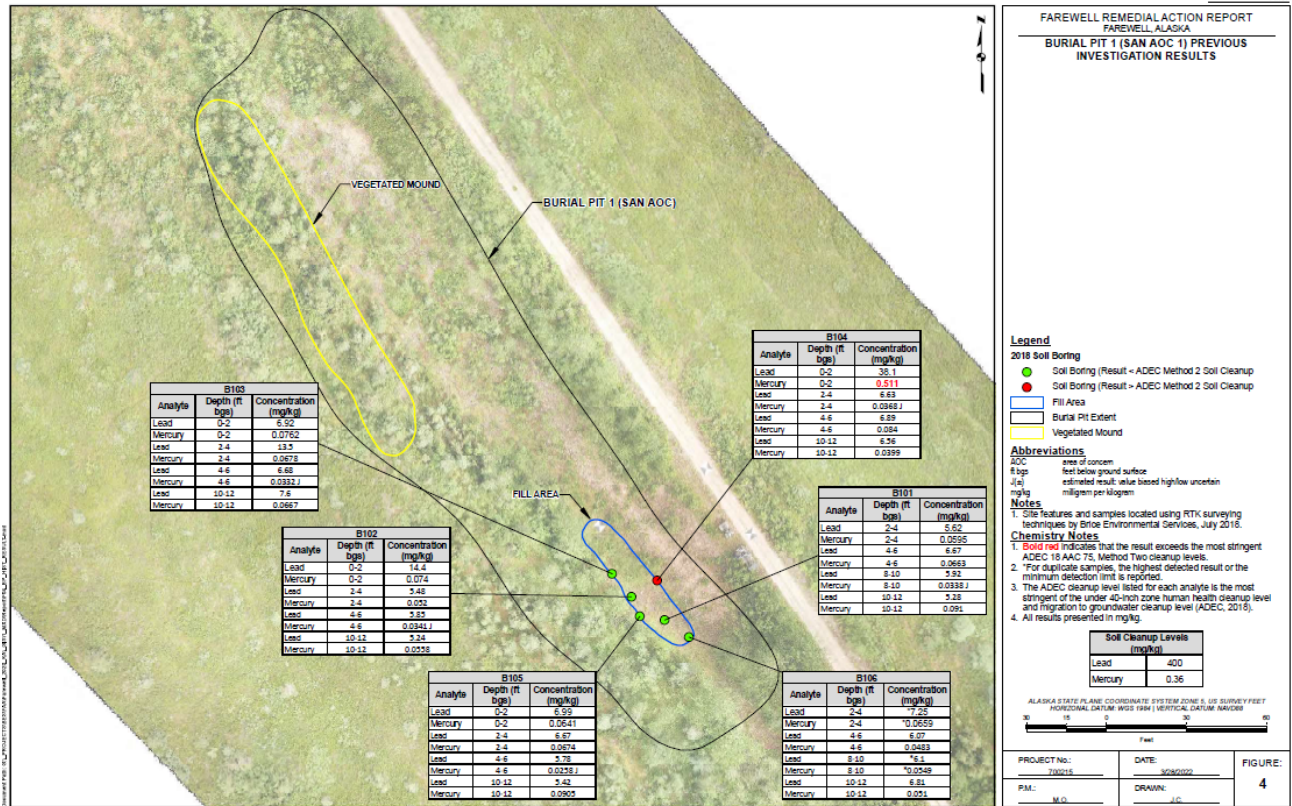 FAREWELL REMEDIAL ACTION REPORT
FAREWELL, ALASKA
BURIAL PIT 1 (SAN AOC 1) PREVIOUS
INVESTIGATION RESULTS
VEGETATED MOUND
BURIAL PIT 1 (SAN AOC)
FILL AREA
B103
Analyte Depth (ft bgs) Concentration (mg/kg)
Lead 0-2 6.92
Mercury 0-2 0.0762
Lead 2-4 13.5
Mercury 2-4 0.0678
Lead 4-6 6.68
Mercury 4-6 0.0332 J
Lead 10-12 7.6
Mercury 10-12 0.0667
B102
Analyte Depth (ft bgs) Concentration (mg/kg)
Lead 0-2 14.4
Mercury 0-2 0.074
Lead 2-4 5.48
Mercury 2-4 0.052
Lead 4-6 5.85
Mercury 4-6 0.0341 J
Lead 10-12 5.24
Mercury 10-12 0.0558
B105
Analyte Depth (ft bgs) Concentration (mg/kg)
Lead 0-2 6.99
Mercury 0-2 0.0641
Lead 2-4 6.67
Mercury 2-4 0.0674
Lead 4-6 5.78
Mercury 4-6 0.0258 J
Lead 10-12 5.42
Mercury 10-12 0.0905
B104
Analyte Depth (ft bgs) Concentration (mg/kg)
Lead 0-2 38.1
Mercury 0-2 0.511
Lead 2-4 6.63
Mercury 2-4 0.0368 J
Lead 4-6 6.89
Mercury 4-6 0.084
Lead 10-12 6.56
Mercury 10-12 0.0399
B101
Analyte Depth (ft bgs) Concentration (mg/kg)
Lead 2-4 5.62
Mercury 2-4 0.0595
Lead 4-6 6.67
Mercury 4-6 0.0663
Lead 8-10 5.92
Mercury 8-10 0.0338 J
Lead 10-12 5.28
Mercury 10-12 0.091
B106
Analyte Depth (ft bgs) Concentration (mg/kg)
Lead 2-4 *7.25
Mercury 2-4 *0.0659
Lead 4-6 6.07
Mercury 4-6 0.0483
Lead 8-10 *6.1
Mercury 8-10 *0.0549
Lead 10-12 6.81
Mercury 10-12 0.051
Legend
2018 Soil Boring
Soil Boring (Result < ADEC Method 2 Soil Cleanup
Soil Boring (Result > ADEC Method 2 Soil Cleanup
Fill Area
Burial Pit Extent
Vegetated Mound
Abbreviations
AOC area of concern
ft bgs feet below ground surface
J(±) estimated result: value biased high/low uncertain
mg/kg milligram per kilogram
Notes
1. Site features and samples located using RTK surveying
techniques by Brice Environmental Services, July 2018.
Chemistry Notes
1. Bold red indicates that the result exceeds the most stringent
ADEC 18 AAC 75, Method Two cleanup levels.
2. *For duplicate samples, the highest detected result or the
minimum detection limit is reported.
3. The ADEC cleanup level listed for each analyte is the most
stringent of the under 40-inch zone human health cleanup level
and migration to groundwater cleanup level (ADEC, 2018).
4. All results presented in mg/kg.
Soil Cleanup Levels
(mg/kg)
Lead 400
Mercury 0.36
ALASKA STATE PLANE COORDINATE SYSTEM ZONE 5, US SURVEY FEET
HORIZONAL DATUM: WGS 1984 | VERTICAL DATUM: NAVD88
30 15 0 30 60
Feet
PROJECT No.: 700215
DATE: 3/28/2022
FIGURE: 4
P.M.: M.O.
DRAWN: J.C.